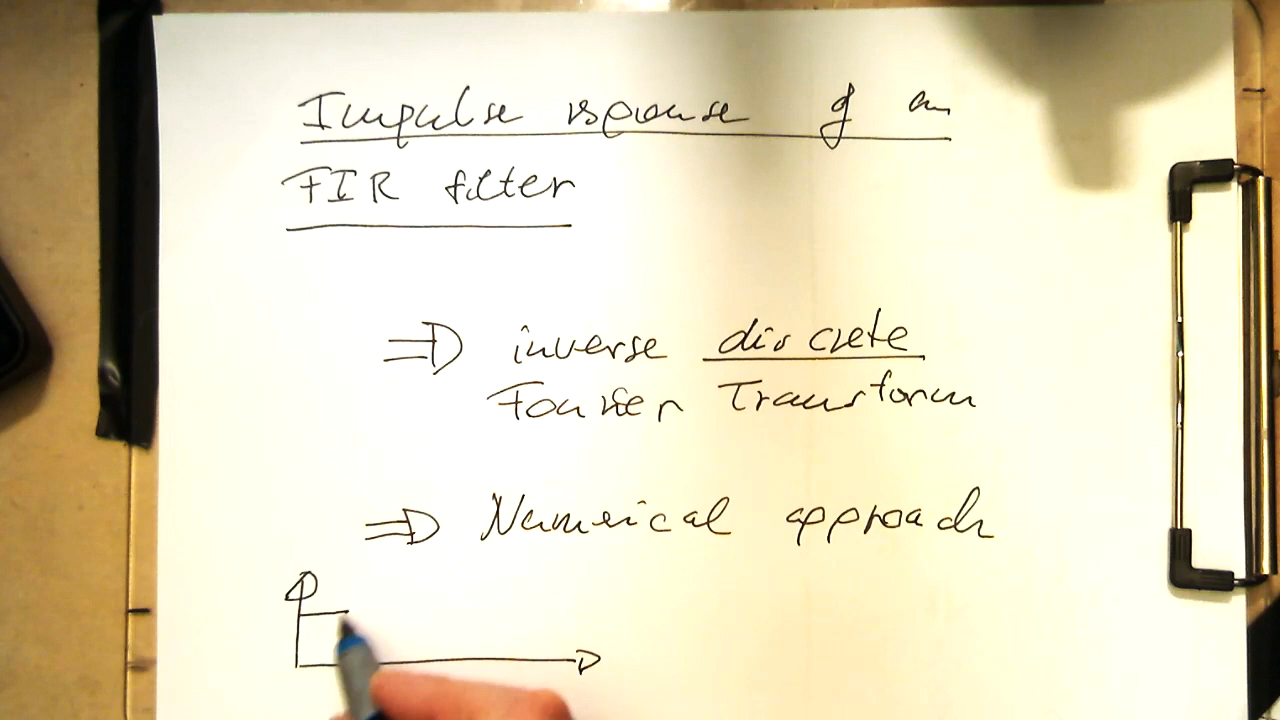 Impulse response of an
FIR filter
⇒ inverse discrete
Fourier Transform
⇒ Numerical approach